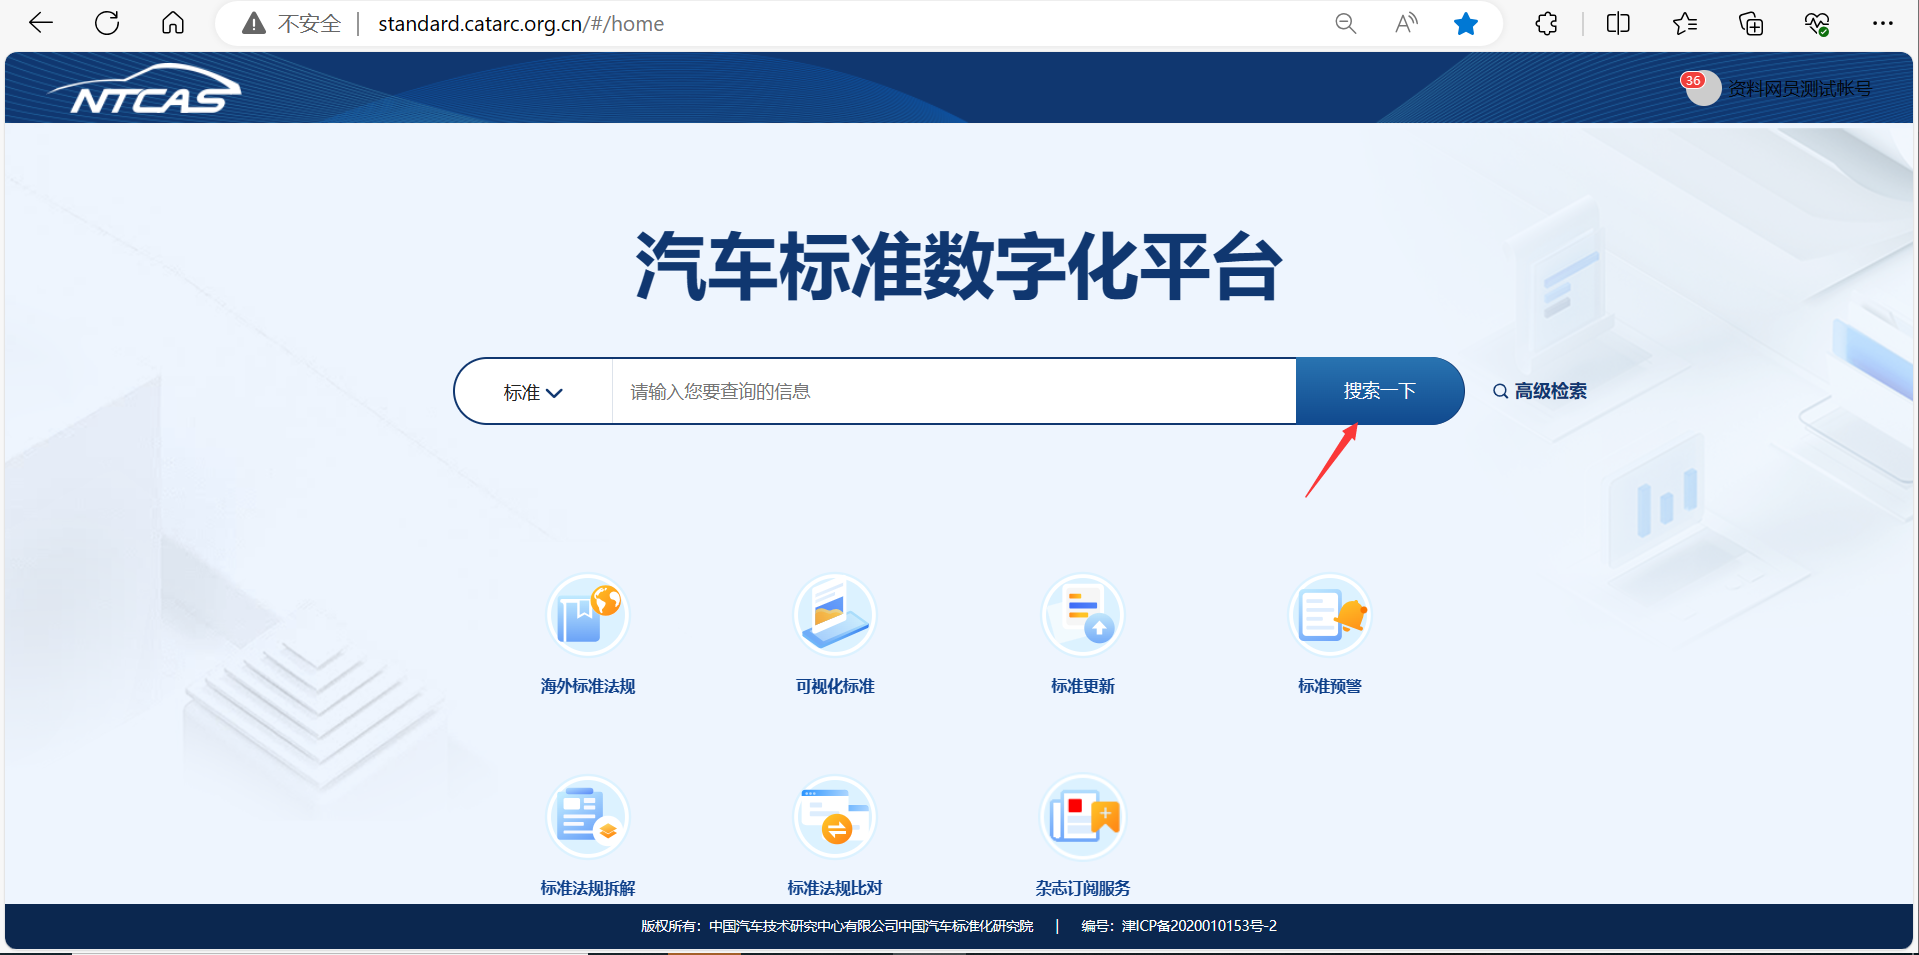 不安全 | standard.catarc.org.cn/#/home
NTCAS
36
资料网员测试帐号
汽车标准数字化平台
标准
请输入您要查询的信息
搜索一下
高级检索
海外标准法规
可视化标准
标准更新
标准预警
标准法规拆解
标准法规比对
杂志订阅服务
版权所有：中国汽车技术研究中心有限公司中国汽车标准化研究院 | 编号：津ICP备2020010153号-2